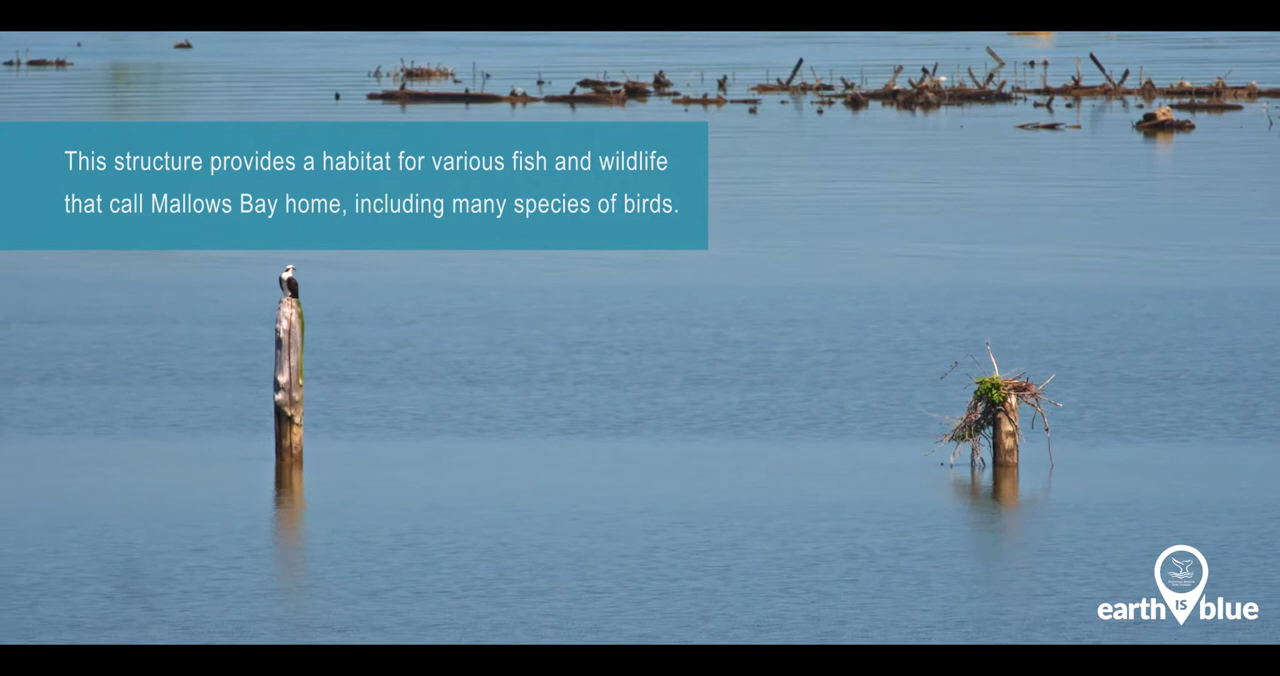 This structure provides a habitat for various fish and wildlife
that call Mallows Bay home, including many species of birds.
earth IS blue